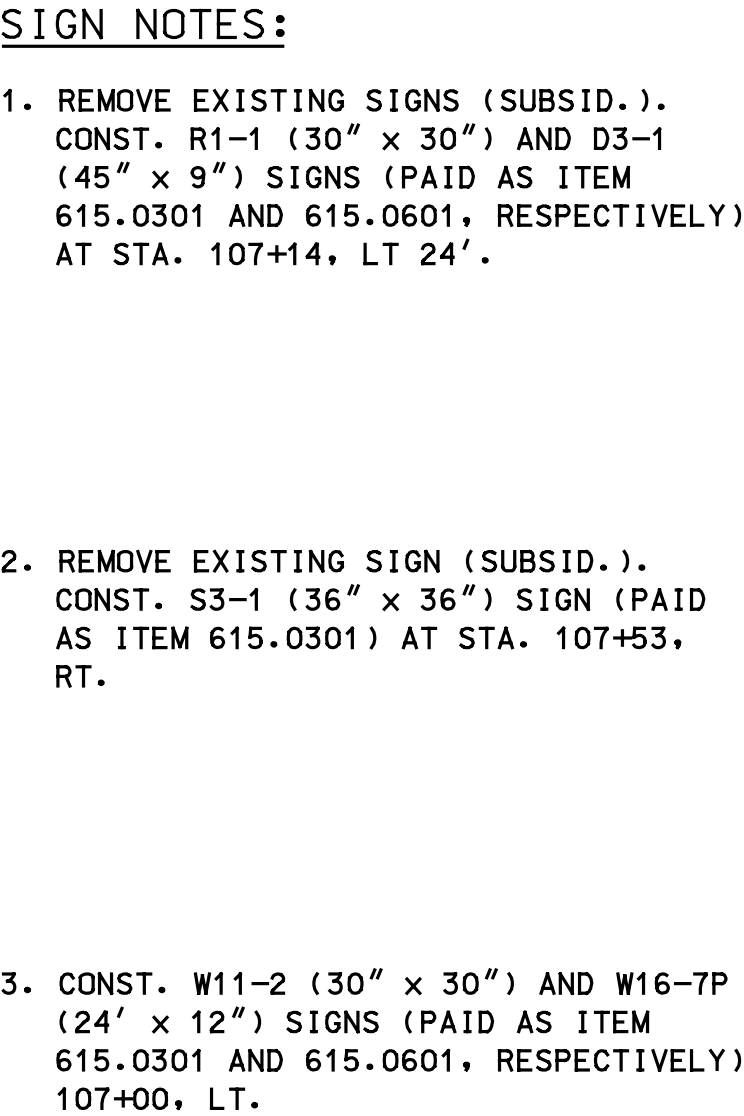 SIGN NOTES:
1. REMOVE EXISTING SIGNS (SUBSID.).
CONST. R1-1 (30" x 30") AND D3-1
(45" x 9") SIGNS (PAID AS ITEM
615.0301 AND 615.0601, RESPECTIVELY)
AT STA. 107+14, LT 24'.
2. REMOVE EXISTING SIGN (SUBSID.).
CONST. S3-1 (36" x 36") SIGN (PAID
AS ITEM 615.0301) AT STA. 107+53,
RT.
3. CONST. W11-2 (30" x 30") AND W16-7P
(24' x 12") SIGNS (PAID AS ITEM
615.0301 AND 615.0601, RESPECTIVELY)
107+00, LT.